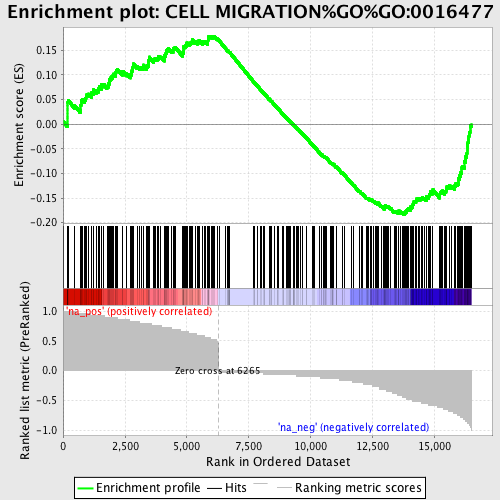 Enrichment plot: CELL MIGRATION%GO%GO:0016477
Enrichment score (ES)
0.15
0.10
0.05
0.00
-0.05
-0.10
-0.15
-0.20
Ranked list metric (PreRanked)
1.0
0.5
0.0
-0.5
-1.0
'na_pos' (positively correlated)
Zero cross at 6265
'na_neg' (negatively correlated)
0
2,500
5,000
7,500
10,000
12,500
15,000
Rank in Ordered Dataset
Enrichment profile
Hits
Ranking metric scores